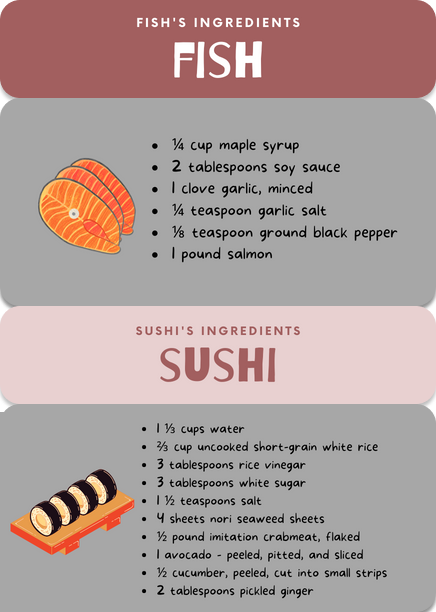 FISH'S INGREDIENTS
FISH
• ¼ cup maple syrup
• 2 tablespoons soy sauce
• 1 clove garlic, minced
• ¼ teaspoon garlic salt
• ⅛ teaspoon ground black pepper
• 1 pound salmon
SUSHI'S INGREDIENTS
SUSHI
• 1 ⅓ cups water
• ⅔ cup uncooked short-grain white rice
• 3 tablespoons rice vinegar
• 3 tablespoons white sugar
• 1 ½ teaspoons salt
• 4 sheets nori seaweed sheets
• ½ pound imitation crabmeat, flaked
• 1 avocado - peeled, pitted, and sliced
• ½ cucumber, peeled, cut into small strips
• 2 tablespoons pickled ginger